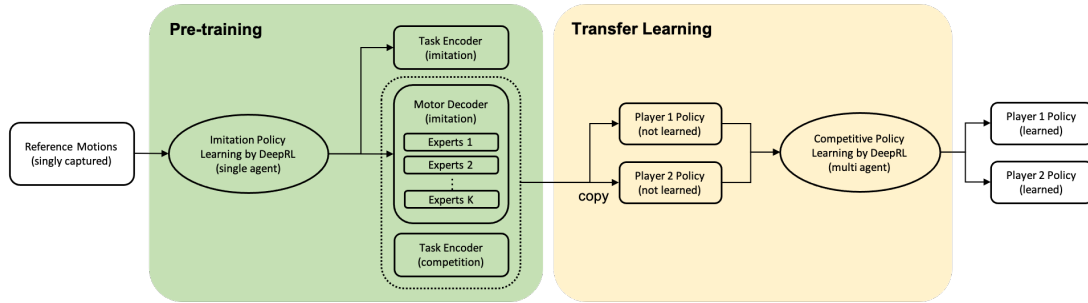 Pre-training
Transfer Learning
Reference Motions
(singly captured)
Imitation Policy
Learning by DeepRL
(single agent)
Task Encoder
(imitation)
Motor Decoder
(imitation)
Experts 1
Experts 2
Experts K
Task Encoder
(competition)
copy
Player 1 Policy
(not learned)
Player 2 Policy
(not learned)
Competitive Policy
Learning by DeepRL
(multi agent)
Player 1 Policy
(learned)
Player 2 Policy
(learned)